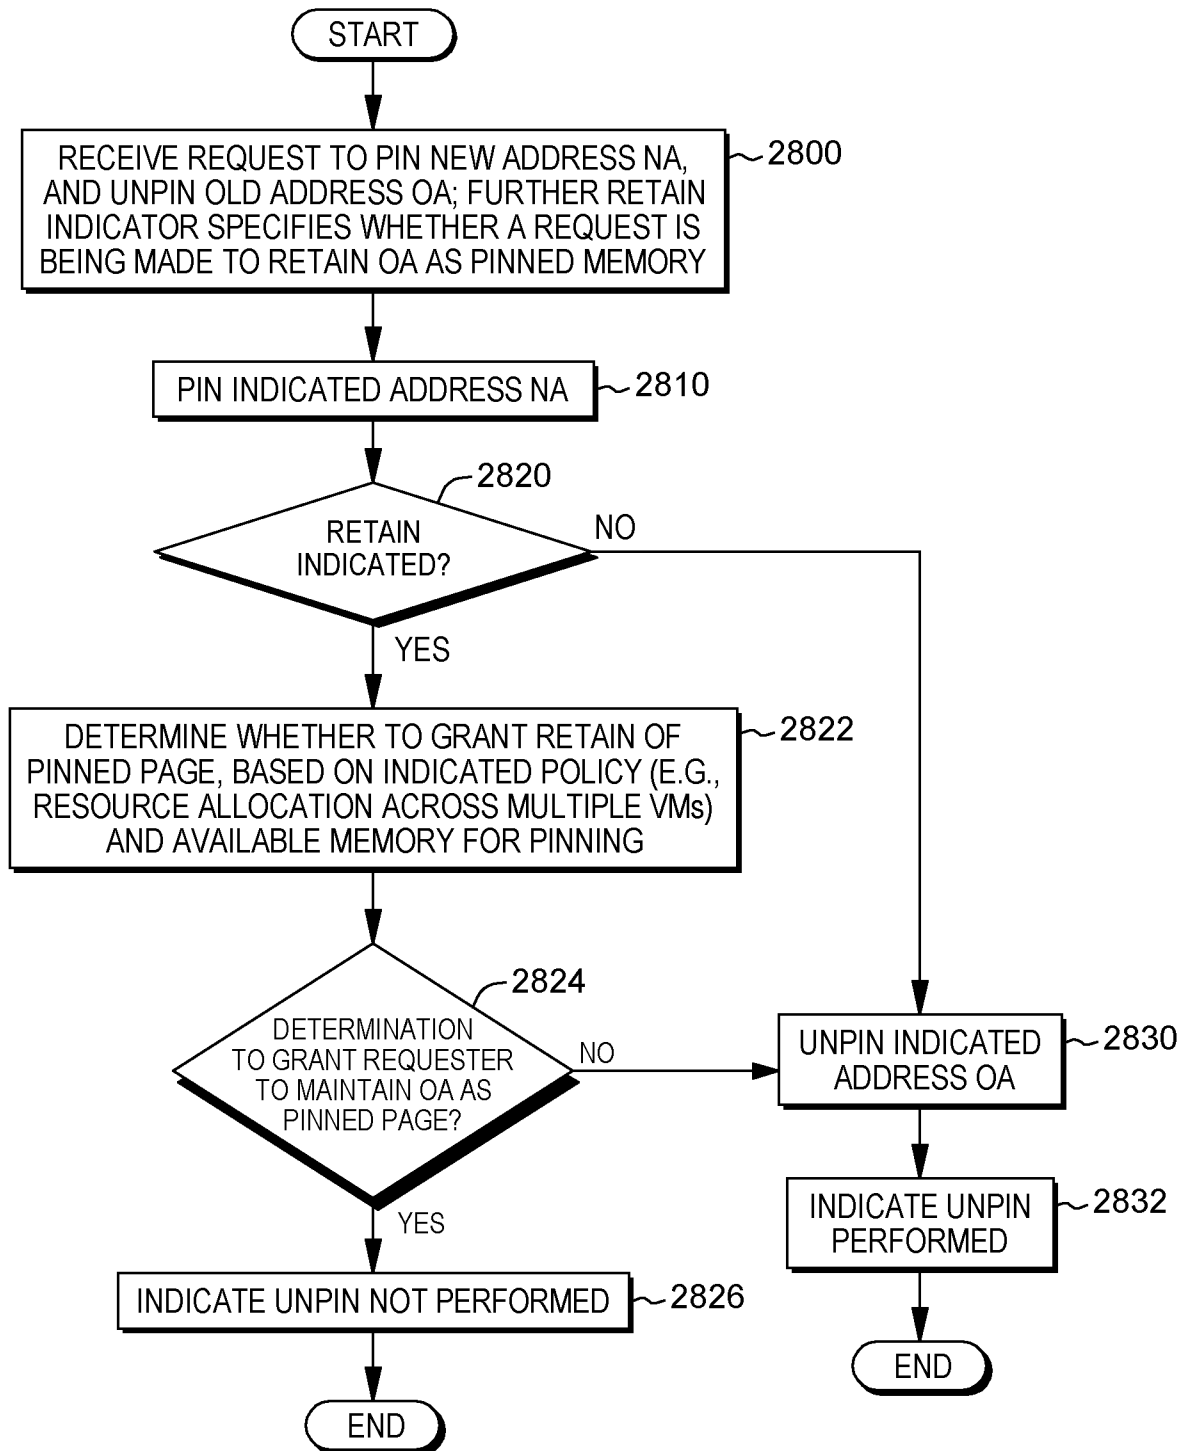 START
RECEIVE REQUEST TO PIN NEW ADDRESS NA,
AND UNPIN OLD ADDRESS OA; FURTHER RETAIN
INDICATOR SPECIFIES WHETHER A REQUEST IS
BEING MADE TO RETAIN OA AS PINNED MEMORY
2800
PIN INDICATED ADDRESS NA
2810
2820
RETAIN
INDICATED?
NO
YES
DETERMINE WHETHER TO GRANT RETAIN OF
PINNED PAGE, BASED ON INDICATED POLICY (E.G.,
RESOURCE ALLOCATION ACROSS MULTIPLE VMs)
AND AVAILABLE MEMORY FOR PINNING
2822
2824
DETERMINATION
TO GRANT REQUESTER
TO MAINTAIN OA AS
PINNED PAGE?
NO
YES
UNPIN INDICATED
ADDRESS OA
2830
INDICATE UNPIN
PERFORMED
2832
INDICATE UNPIN NOT PERFORMED
2826
END
END